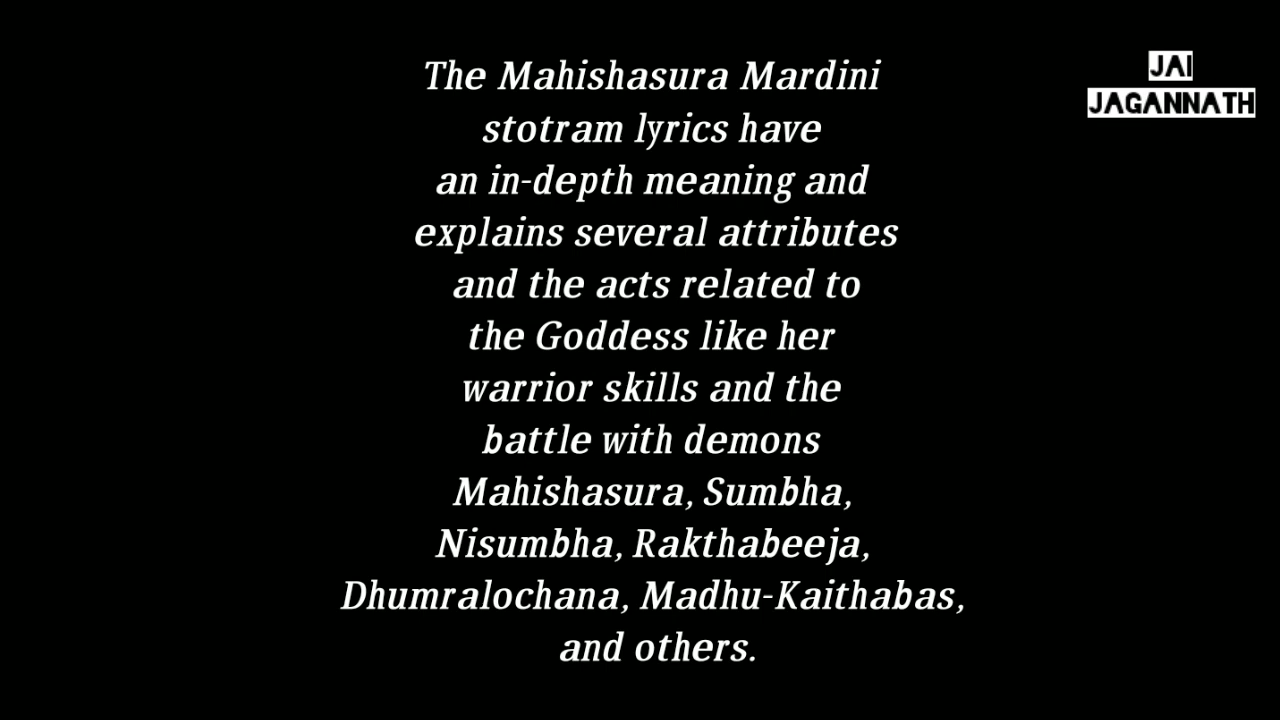 The Mahishasura Mardini
stotram lyrics have
an in-depth meaning and
explains several attributes
and the acts related to
the Goddess like her
warrior skills and the
battle with demons
Mahishasura, Sumbha,
Nisumbha, Rakthabeeja,
Dhumralochana, Madhu-Kaithabas,
and others.
JAI
JAGANNATH